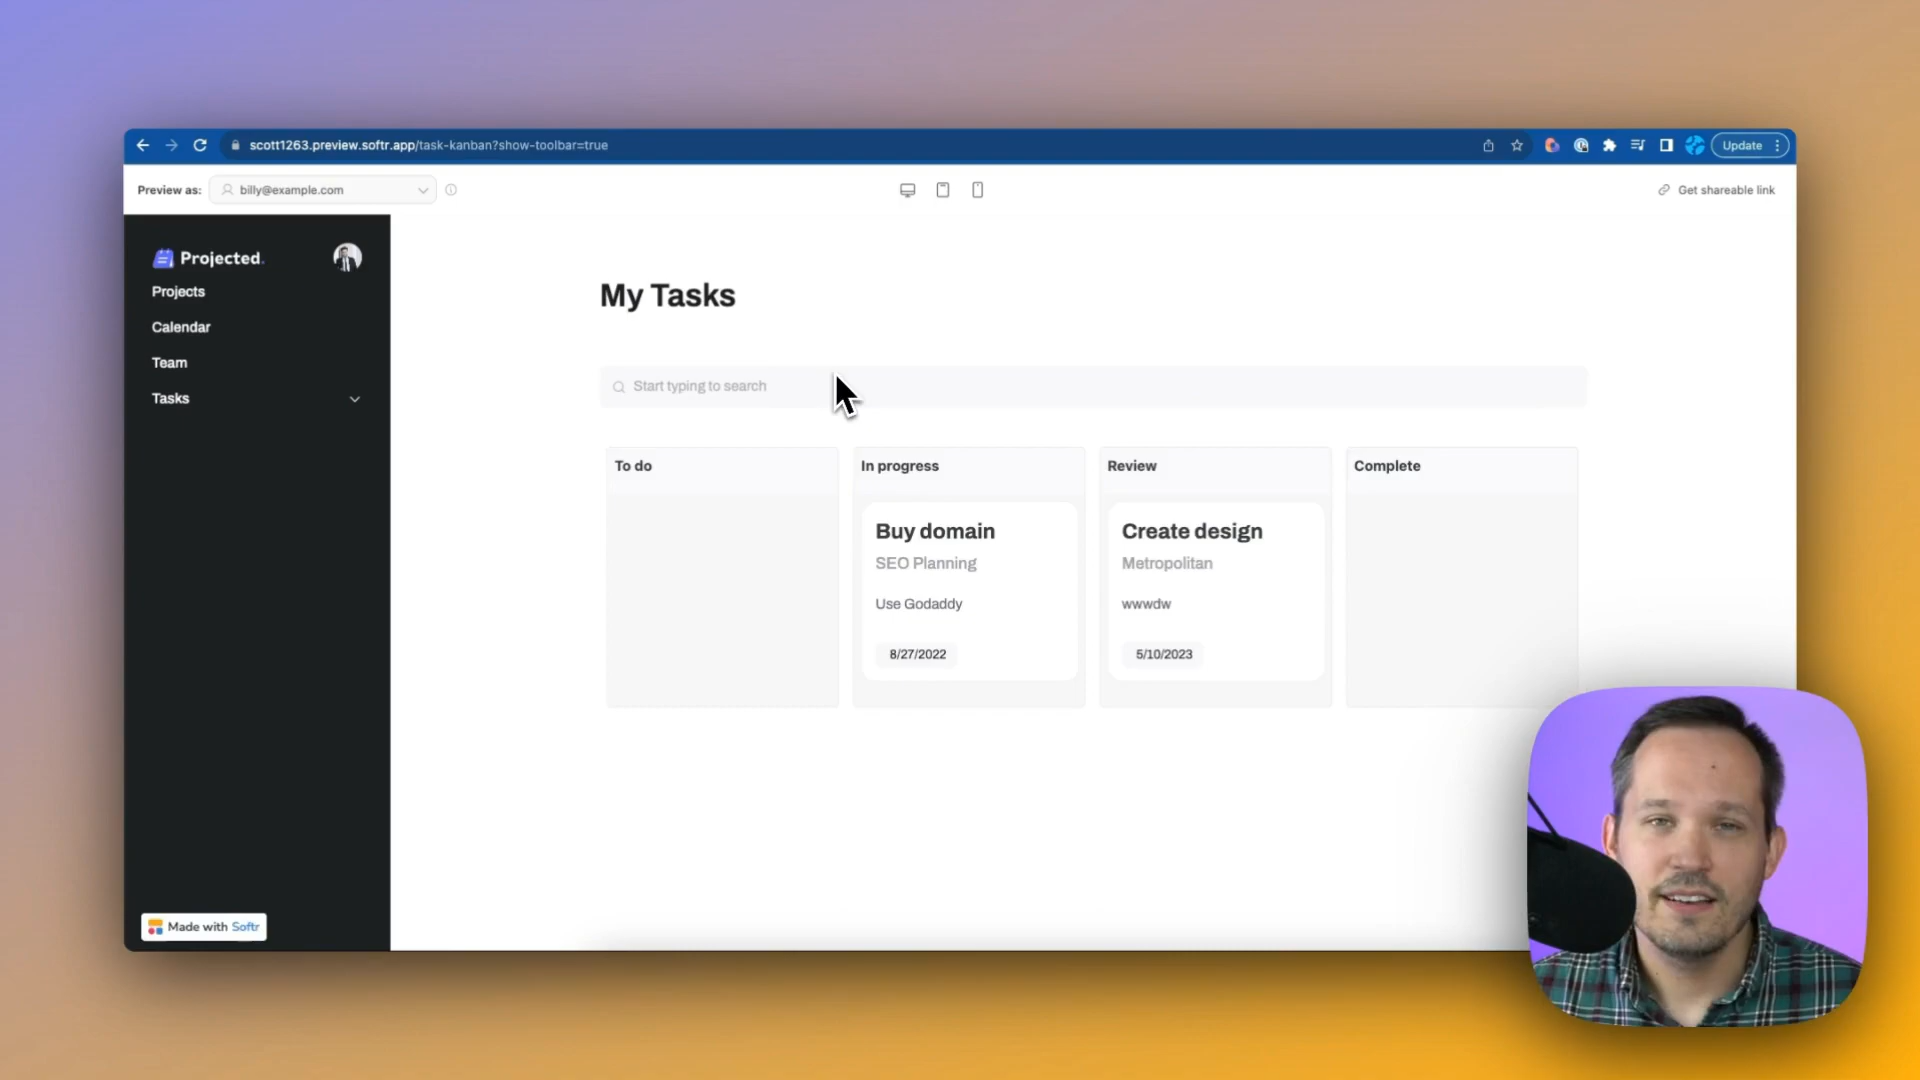 scott1263.preview.softr.app/task-kanban?show-toolbar=true
Update
Preview as:
billy@example.com
Get shareable link
Projected.
Projects
Calendar
Team
Tasks
My Tasks
Start typing to search
To do
In progress
Review
Complete
Buy domain
SEO Planning
Use Godaddy
8/27/2022
Create design
Metropolitan
wwwdw
5/10/2023
Made with Softr